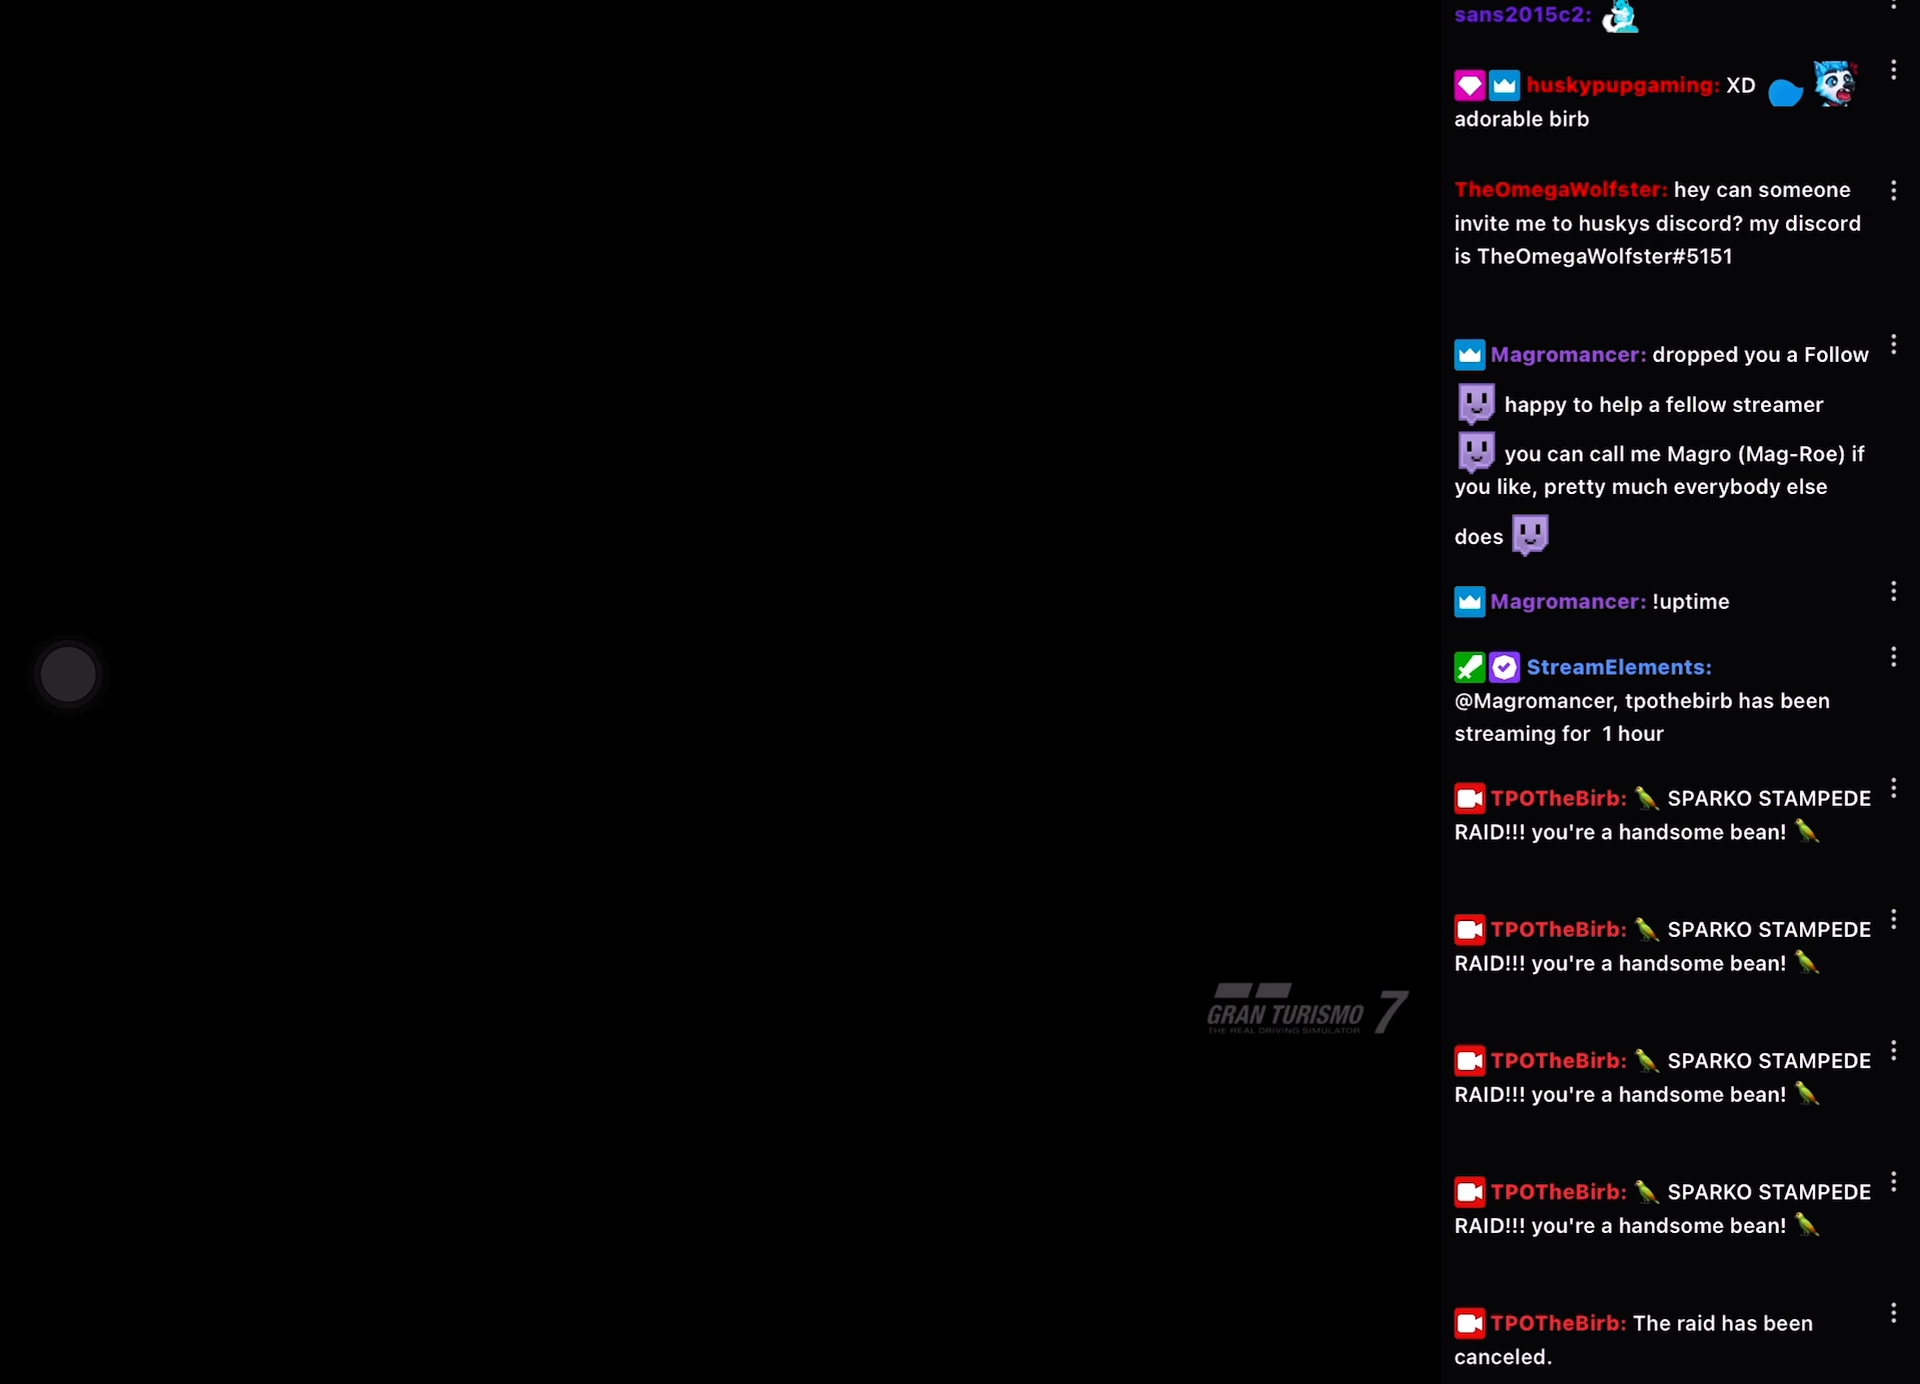 sans2015c2:
huskypupgaming: XD
adorable birb
TheOmegaWolfster: hey can someone
invite me to huskys discord? my discord
is TheOmegaWolfster#5151
Magromancer: dropped you a Follow
happy to help a fellow streamer
you can call me Magro (Mag-Roe) if
you like, pretty much everybody else
does
Magromancer: !uptime
StreamElements:
@Magromancer, tpothebirb has been
streaming for 1 hour
TPOTheBirb: 🦜 SPARKO STAMPEDE
RAID!!! you're a handsome bean! 🦜
TPOTheBirb: 🦜 SPARKO STAMPEDE
RAID!!! you're a handsome bean! 🦜
GRAN TURISMO 7
THE REAL DRIVING SIMULATOR
TPOTheBirb: 🦜 SPARKO STAMPEDE
RAID!!! you're a handsome bean! 🦜
TPOTheBirb: 🦜 SPARKO STAMPEDE
RAID!!! you're a handsome bean! 🦜
TPOTheBirb: The raid has been
canceled.